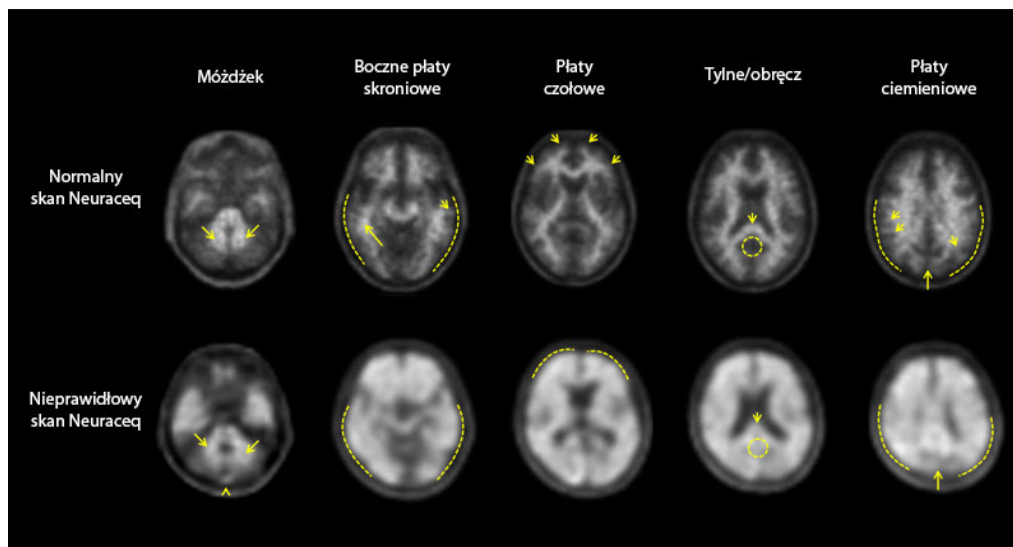 Móżdżek
Boczne płaty
skroniowe
Płaty
czołowe
Tylne/obręcz
Płaty
ciemieniowe
Normalny
skan Neuraceq
Nieprawidłowy
skan Neuraceq